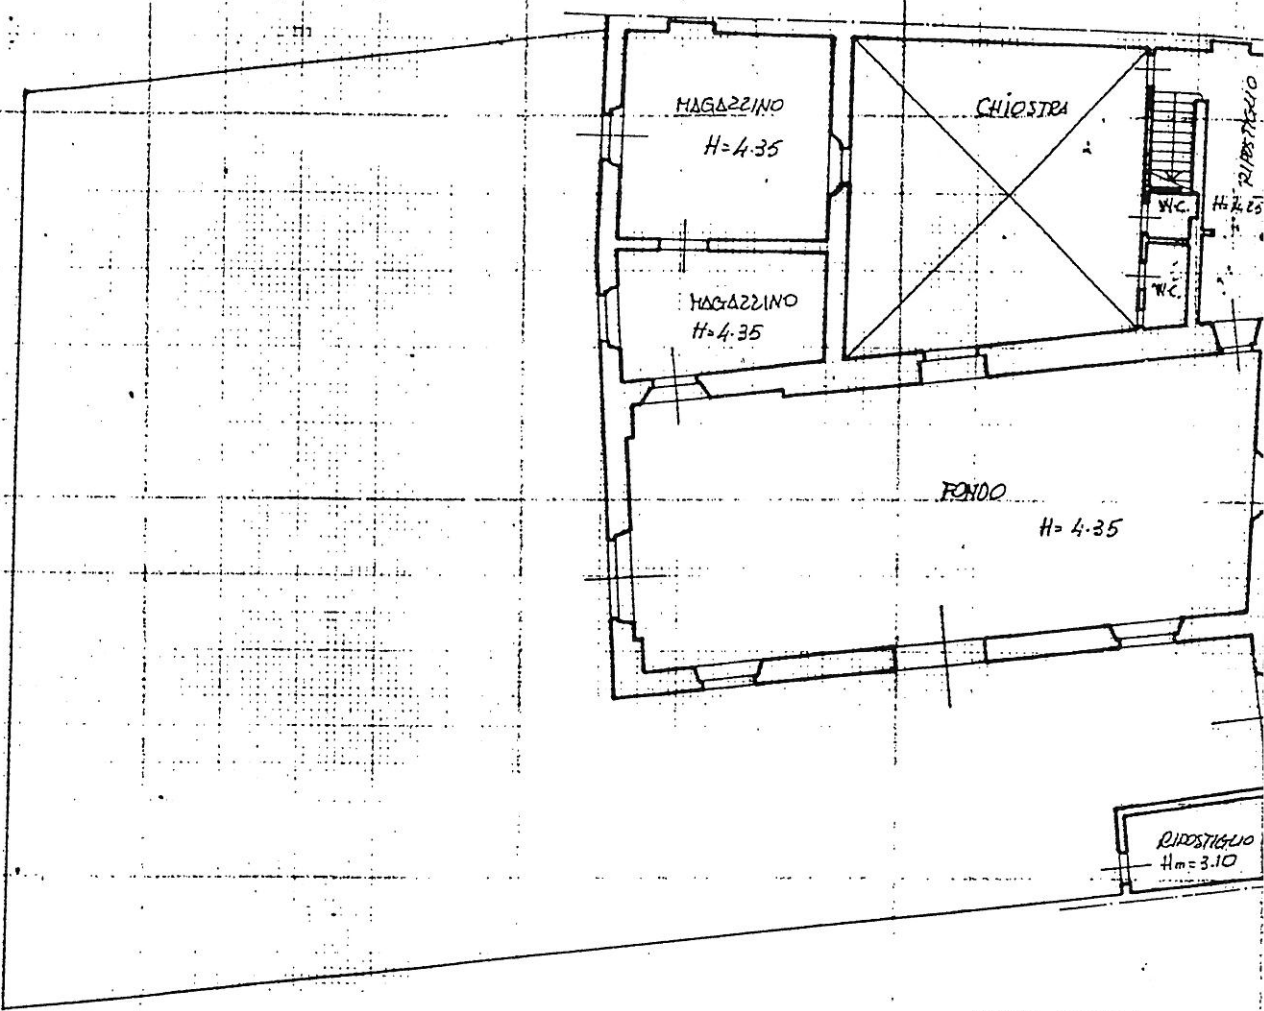 MAGAZZINO
H=4.35
CHIOSTRA
RIPOSTIGLIO
W.C.
W.C.
MAGAZZINO
H=4.35
FONDO
H=4.35
RIPOSTIGLIO
Hm=3.10